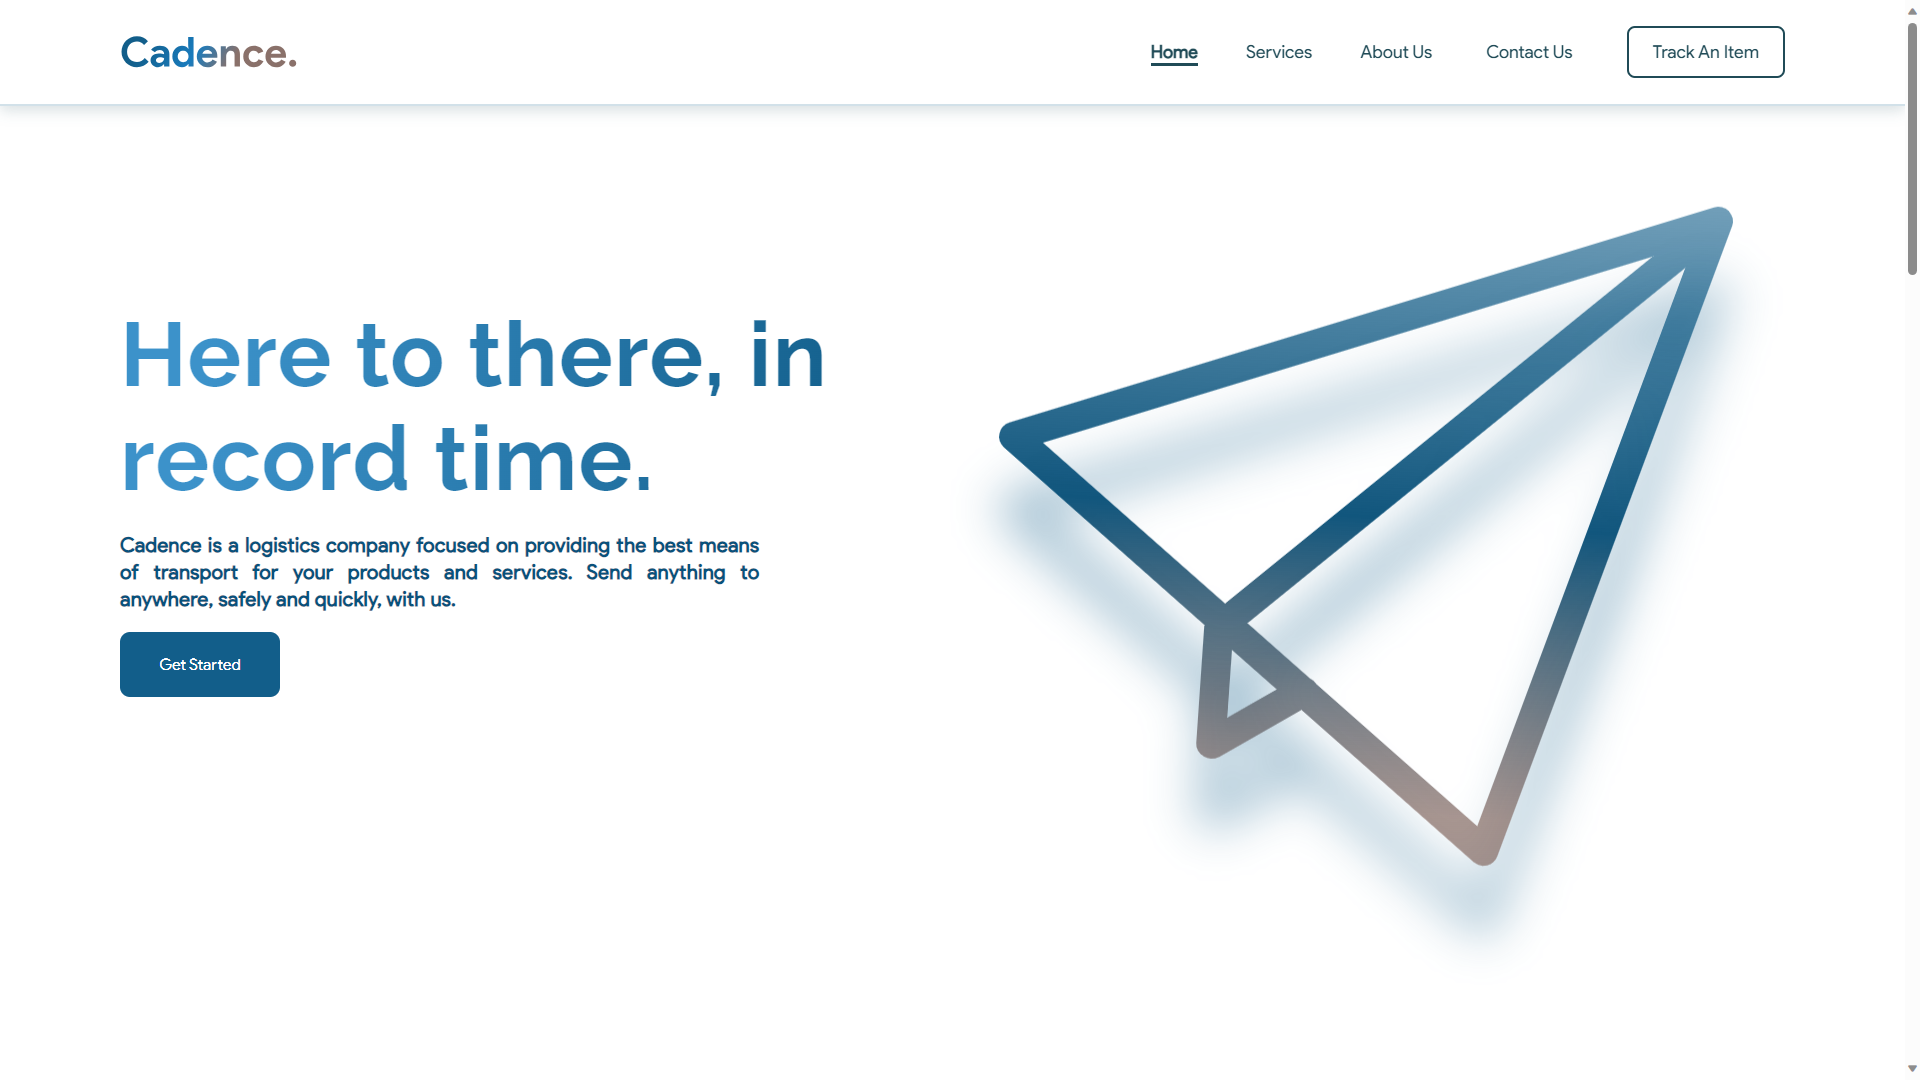 Cadence.
Home
Services
About Us
Contact Us
Track An Item
Here to there, in
record time.
Cadence is a logistics company focused on providing the best means
of transport for your products and services. Send anything to
anywhere, safely and quickly, with us.
Get Started